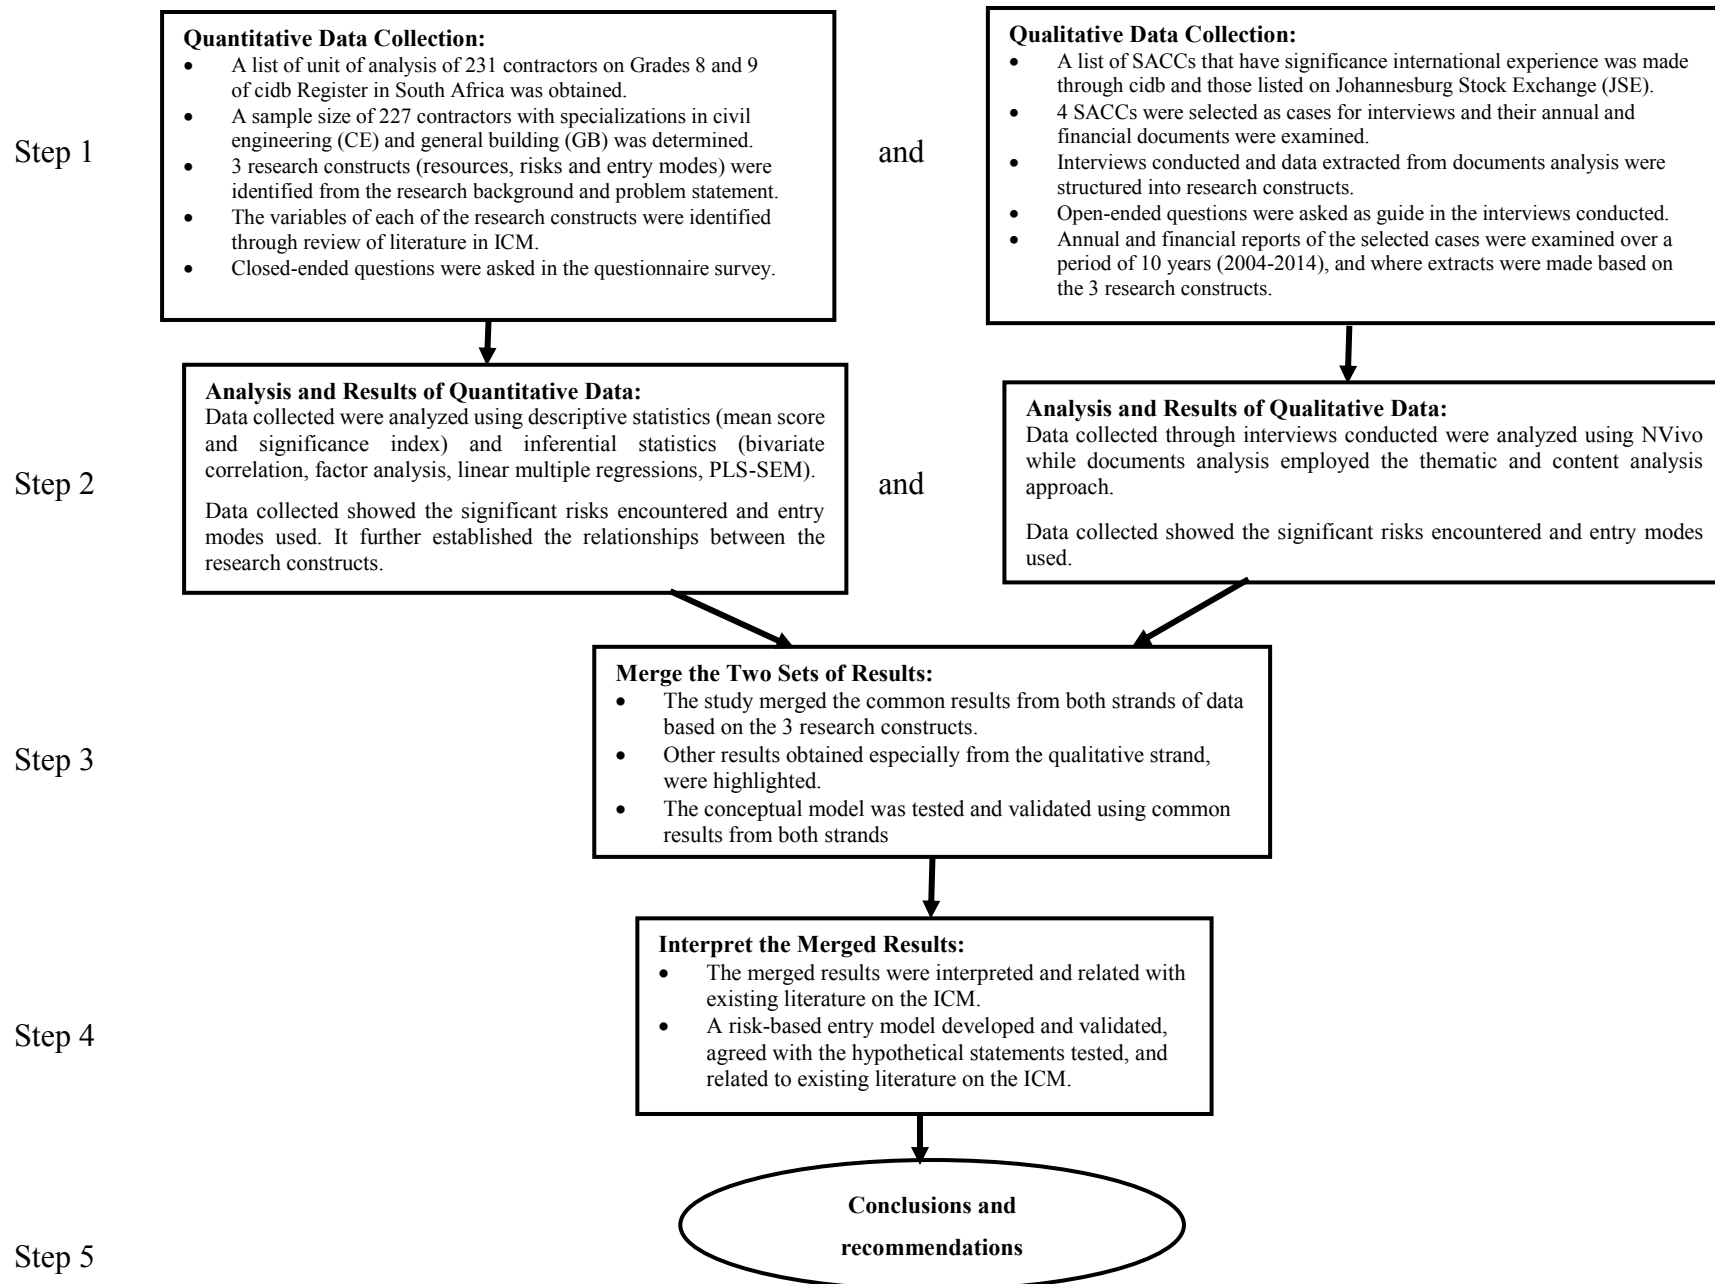 Step 1
Quantitative Data Collection:
• A list of unit of analysis of 231 contractors on Grades 8 and 9
of cidb Register in South Africa was obtained.
• A sample size of 227 contractors with specializations in civil
engineering (CE) and general building (GB) was determined.
• 3 research constructs (resources, risks and entry modes) were
identified from the research background and problem statement.
• The variables of each of the research constructs were identified
through review of literature in ICM.
• Closed-ended questions were asked in the questionnaire survey.
and
Qualitative Data Collection:
• A list of SACCs that have significance international experience was made
through cidb and those listed on Johannesburg Stock Exchange (JSE).
• 4 SACCs were selected as cases for interviews and their annual and
financial documents were examined.
• Interviews conducted and data extracted from documents analysis were
structured into research constructs.
• Open-ended questions were asked as guide in the interviews conducted.
• Annual and financial reports of the selected cases were examined over a
period of 10 years (2004-2014), and where extracts were made based on
the 3 research constructs.
Step 2
Analysis and Results of Quantitative Data:
Data collected were analyzed using descriptive statistics (mean score
and significance index) and inferential statistics (bivariate
correlation, factor analysis, linear multiple regressions, PLS-SEM).
Data collected showed the significant risks encountered and entry
modes used. It further established the relationships between the
research constructs.
and
Analysis and Results of Qualitative Data:
Data collected through interviews conducted were analyzed using NVivo
while documents analysis employed the thematic and content analysis
approach.
Data collected showed the significant risks encountered and entry modes
used.
Step 3
Merge the Two Sets of Results:
• The study merged the common results from both strands of data
based on the 3 research constructs.
• Other results obtained especially from the qualitative strand,
were highlighted.
• The conceptual model was tested and validated using common
results from both strands
Step 4
Interpret the Merged Results:
• The merged results were interpreted and related with
existing literature on the ICM.
• A risk-based entry model developed and validated,
agreed with the hypothetical statements tested, and
related to existing literature on the ICM.
Step 5
Conclusions and
recommendations